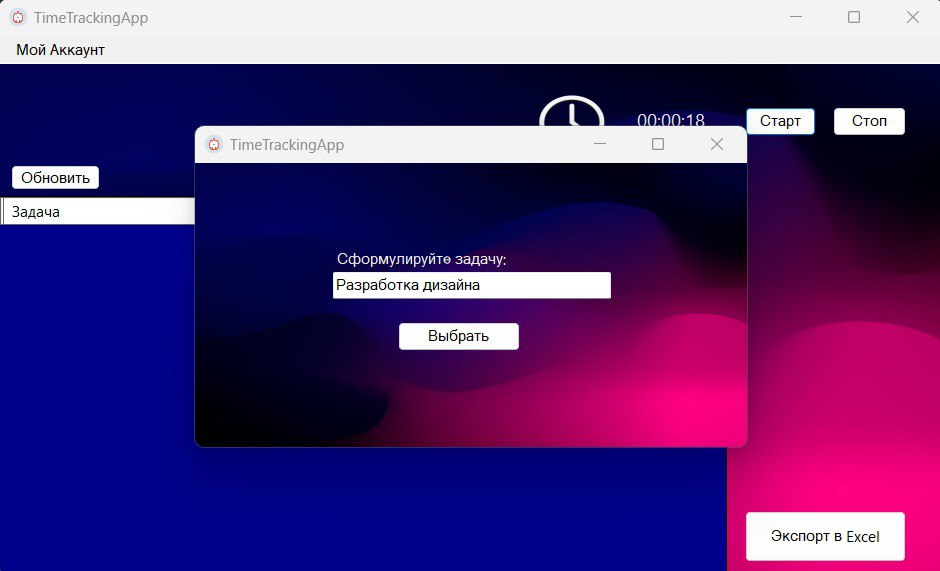 TimeTrackingApp
Мой Аккаунт
00:00:18
Старт
Стоп
Обновить
Задача
TimeTrackingApp
Сформулируйте задачу:
Разработка дизайна
Выбрать
Экспорт в Excel